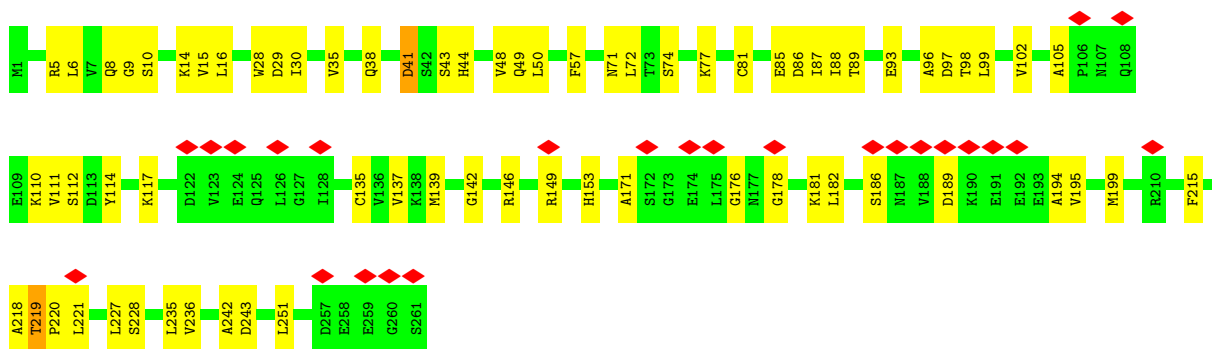 M1 R5 L6 V7 Q8 G9 S10 K14 V15 L16 W28 D29 I30 V35 Q38 D41 S42 S43 H44 V48 Q49 L50 F57 N71 L72 T73 S74 K77 C81 E85 D86 I87 I88 T89 E93 A96 D97 T98 L99 V102 A105 P106 N107 Q108
E109 K110 V111 S112 D113 Y114 K117 D122 V123 E124 Q125 L126 G127 I128 C135 V136 V137 K138 M139 G142 R146 R149 H153 A171 S172 G173 E174 L175 G176 N177 G178 K181 L182 S186 N187 V188 D189 K190 E191 E192 E193 A194 V195 M199 R210 F215
A218 T219 P220 L221 L227 S228 L235 V236 A242 D243 L251 D257 E258 E259 G260 S261